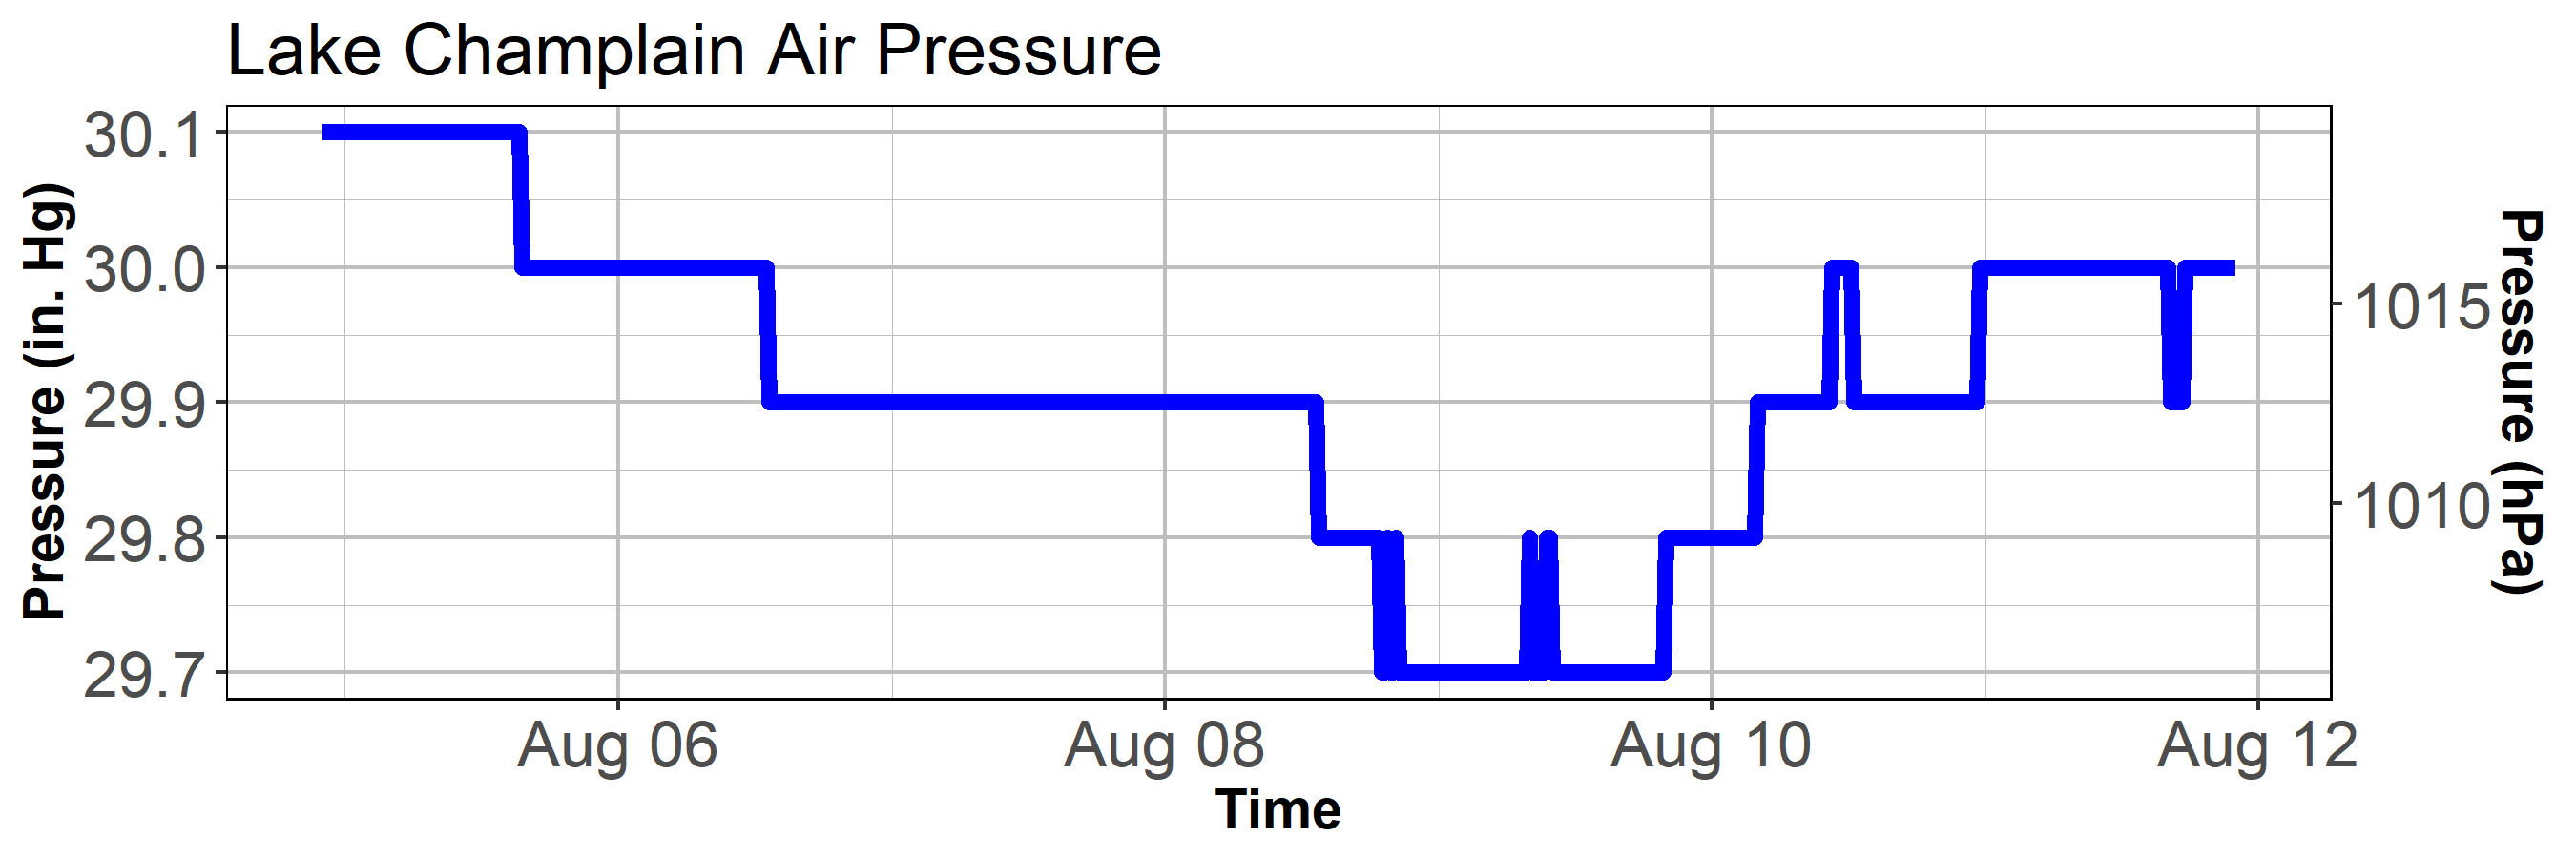 Lake Champlain Air Pressure
Pressure (in. Hg)
30.1
30.0
29.9
29.8
29.7
1015
1010
Pressure (hPa)
Aug 06
Aug 08
Aug 10
Aug 12
Time